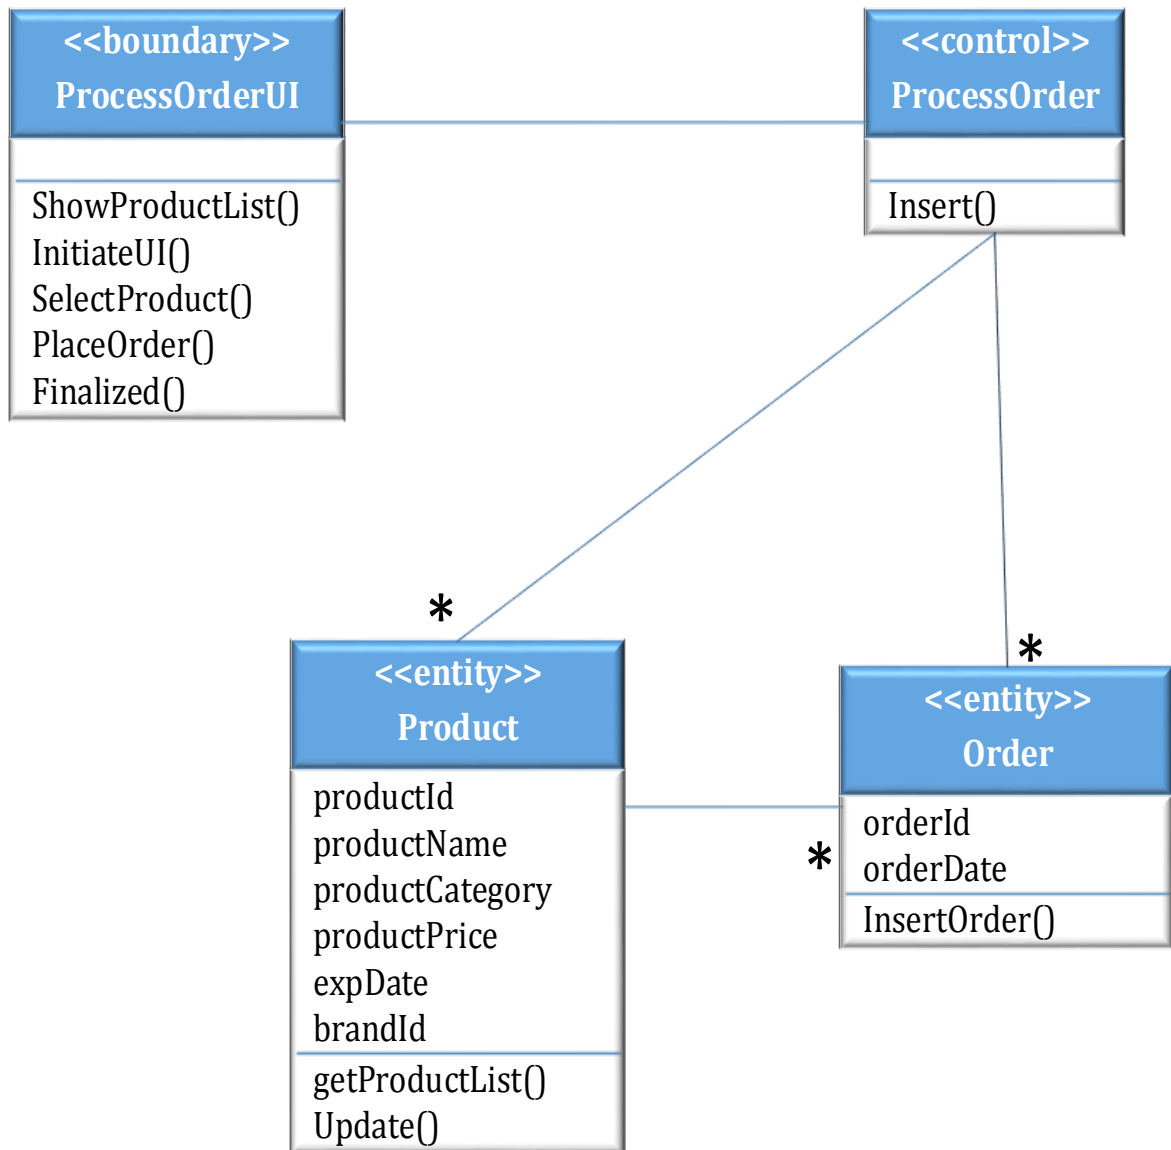 <<boundary>>
ProcessOrderUI
ShowProductList()
InitiateUI()
SelectProduct()
PlaceOrder()
Finalized()
<<control>>
ProcessOrder
Insert()
*
*
<<entity>>
Product
productId
productName
productCategory
productPrice
expDate
brandId
getProductList()
Update()
*
<<entity>>
Order
orderId
orderDate
InsertOrder()